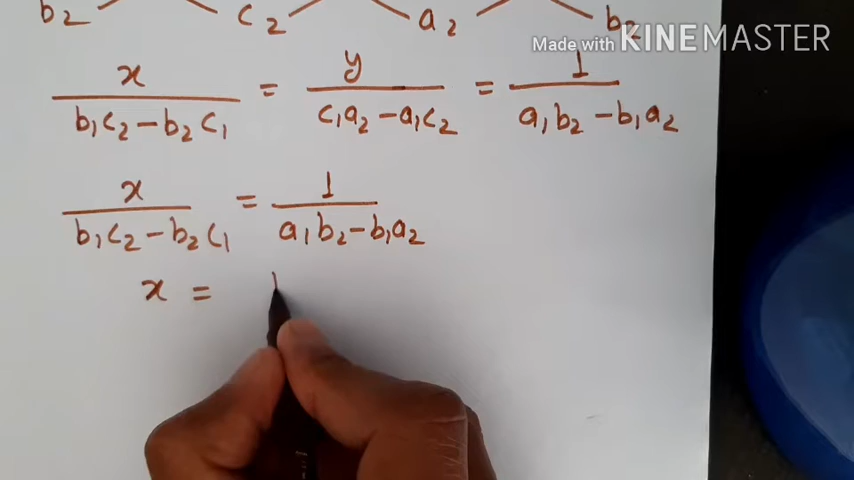 b₂ c₂ a₂ b₂
Made with KINEMASTER
x/(b₁c₂ − b₂c₁) = y/(c₁a₂ − a₁c₂) = 1/(a₁b₂ − b₁a₂)
x/(b₁c₂ − b₂c₁) = 1/(a₁b₂ − b₁a₂)
x =